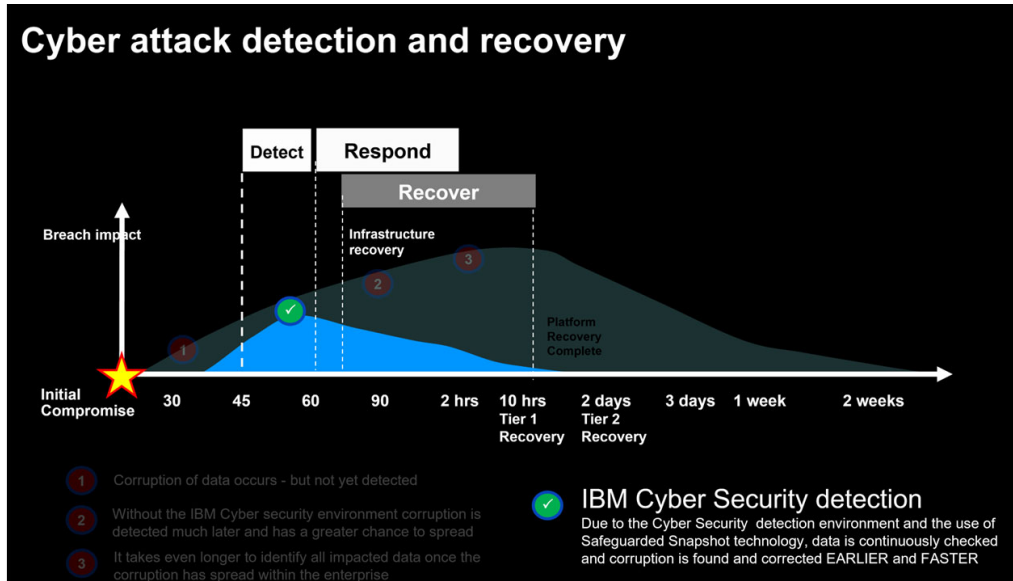 Cyber attack detection and recovery
Detect
Respond
Recover
Breach impact
Infrastructure
recovery
3
2
✓
1
Platform
Recovery
Complete
Initial
Compromise
30
45
60
90
2 hrs
10 hrs
Tier 1
Recovery
2 days
Tier 2
Recovery
3 days
1 week
2 weeks
1 Corruption of data occurs - but not yet detected
2 Without the IBM Cyber security environment corruption is
detected much later and has a greater chance to spread
3 It takes even longer to identify all impacted data once the
corruption has spread within the enterprise
✓ IBM Cyber Security detection
Due to the Cyber Security detection environment and the use of
Safeguarded Snapshot technology, data is continuously checked
and corruption is found and corrected EARLIER and FASTER